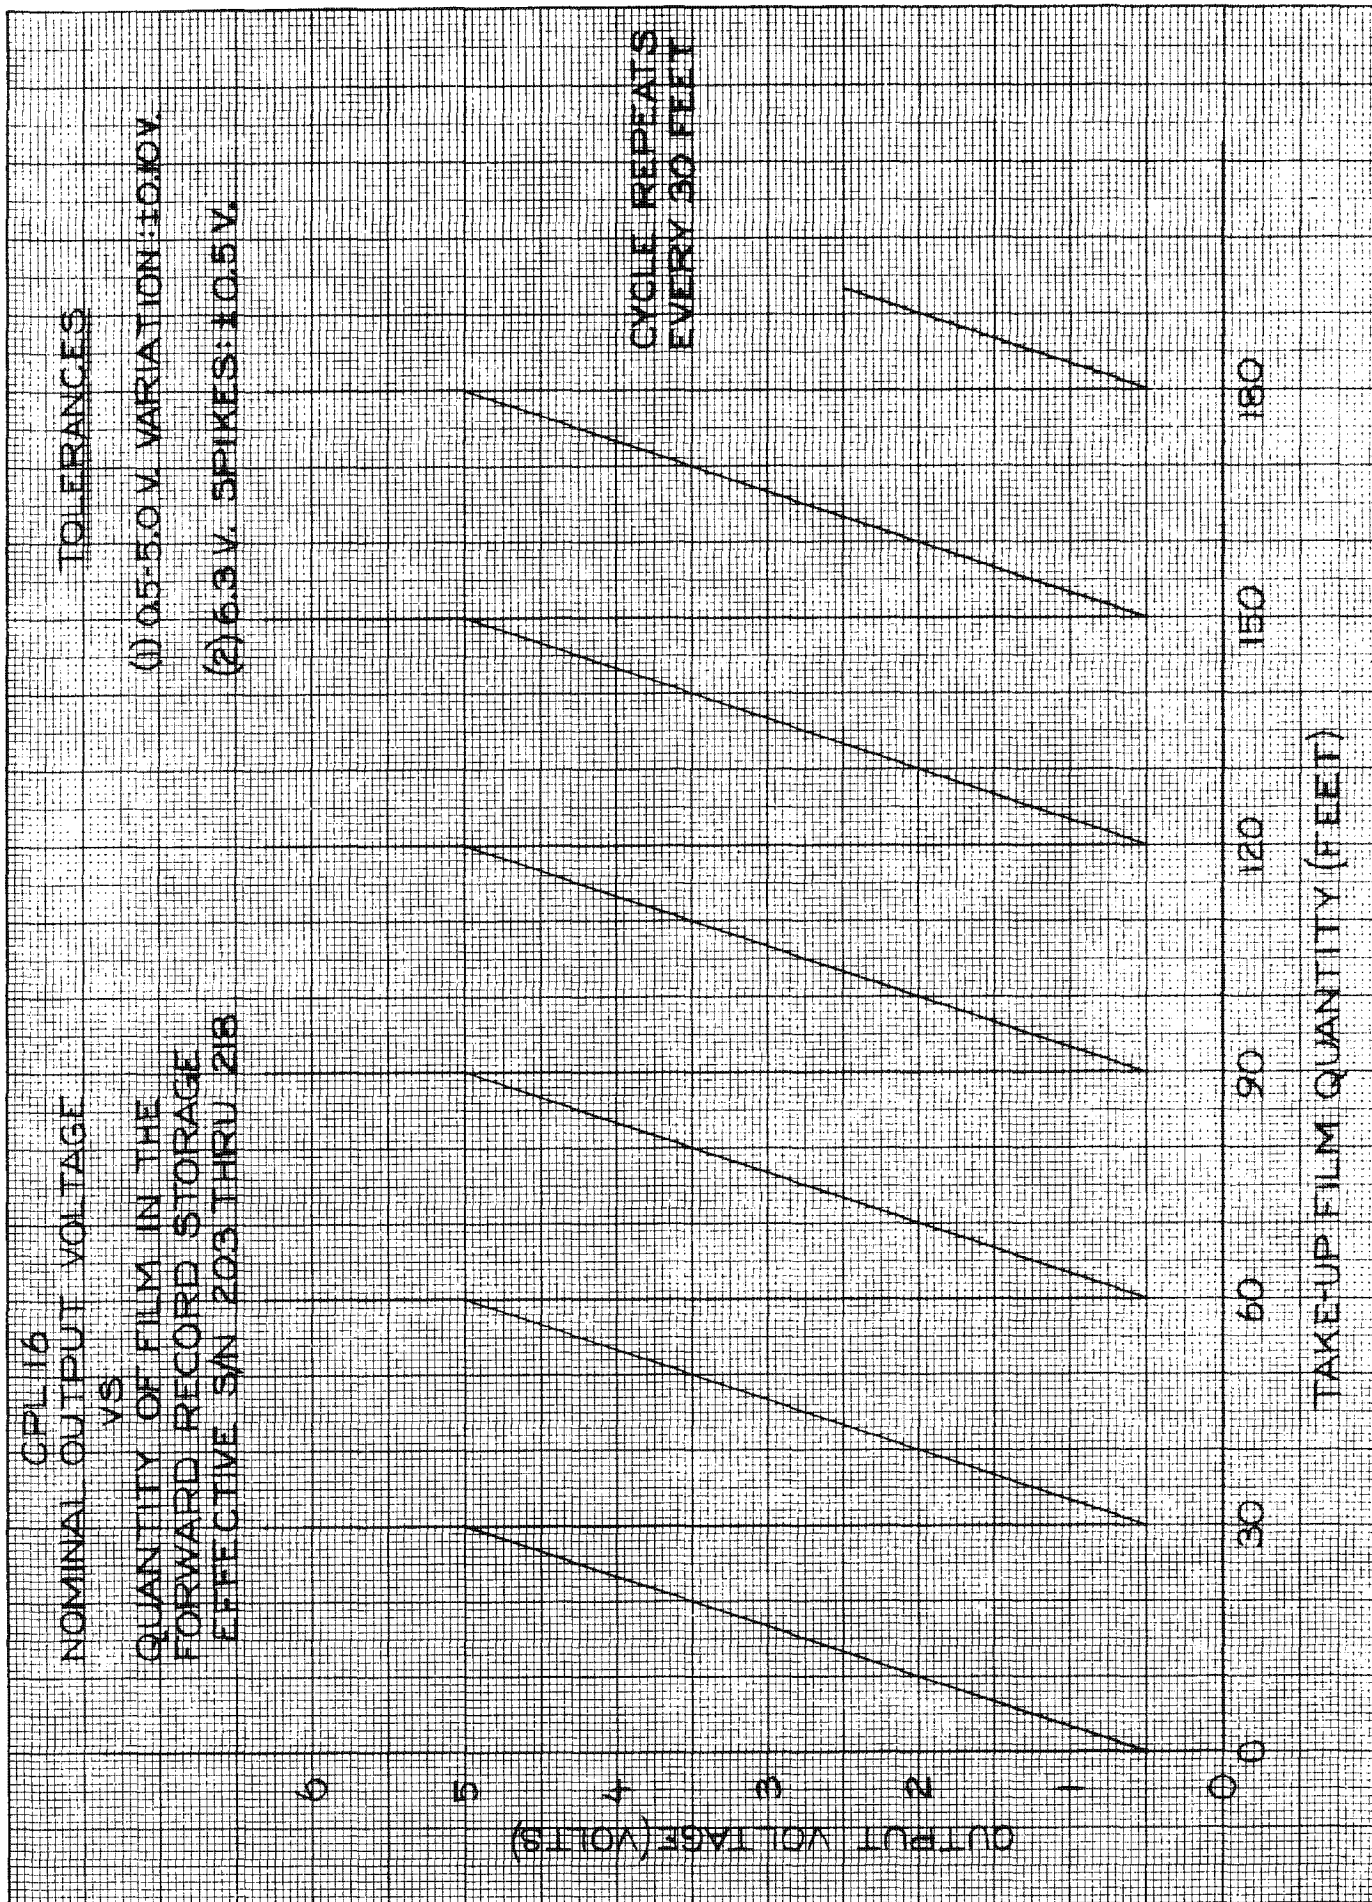 CPL 16
NOMINAL OUTPUT VOLTAGE
VS
QUANTITY OF FILM IN THE
FORWARD RECORD STORAGE
EFFECTIVE S/N 203 THRU 218
TOLERANCES
(1) 0.5-5.0 V. VARIATION: ±0.10 V.
(2) 6.3 V. SPIKES: ±0.5 V.
CYCLE REPEATS
EVERY 30 FEET
OUTPUT VOLTAGE (VOLTS)
6
5
4
3
2
1
0
0 30 60 90 120 150 180
TAKE-UP FILM QUANTITY (FEET)